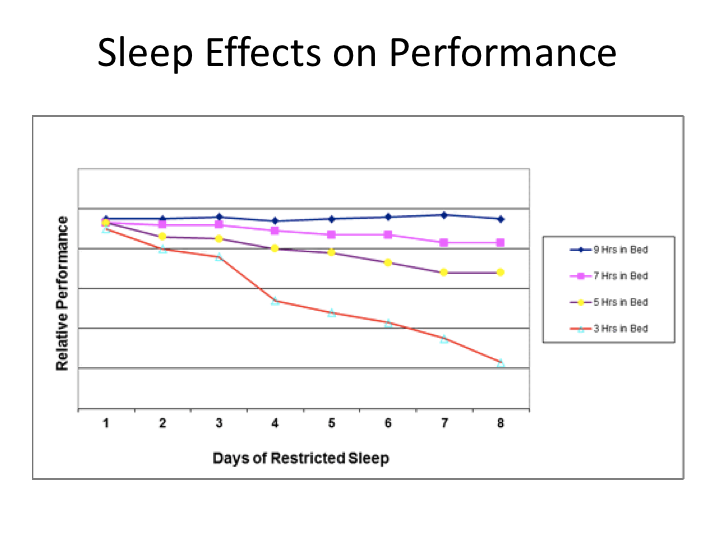 Sleep Effects on Performance
Relative Performance
9 Hrs in Bed
7 Hrs in Bed
5 Hrs in Bed
3 Hrs in Bed
1 2 3 4 5 6 7 8
Days of Restricted Sleep